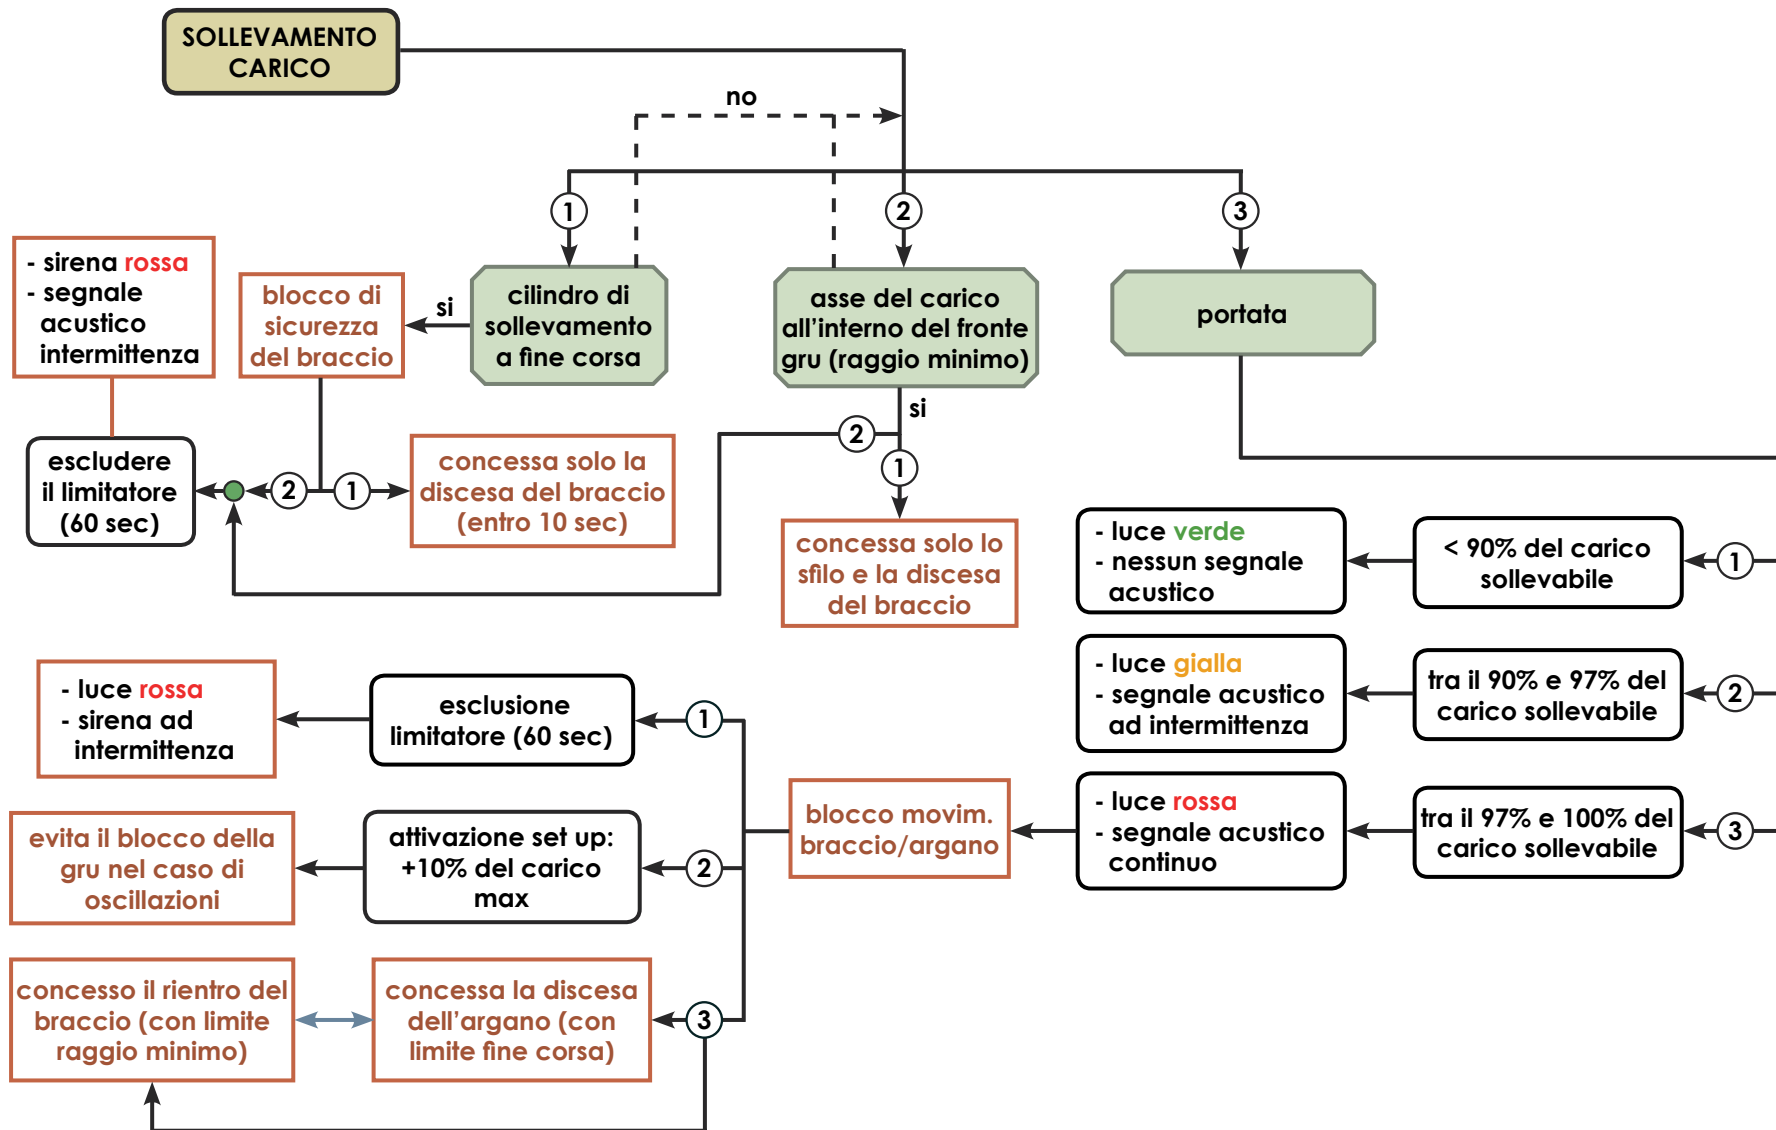 SOLLEVAMENTO
CARICO
no
1
2
3
- sirena rossa
- segnale
acustico
intermittenza
blocco di
sicurezza
del braccio
si
cilindro di
sollevamento
a fine corsa
asse del carico
all'interno del fronte
gru (raggio minimo)
portata
si
2
1
escludere
il limitatore
(60 sec)
2
1
concessa solo la
discesa del braccio
(entro 10 sec)
concessa solo lo
sfilo e la discesa
del braccio
- luce verde
- nessun segnale
acustico
< 90% del carico
sollevabile
1
- luce gialla
- segnale acustico
ad intermittenza
tra il 90% e 97% del
carico sollevabile
2
- luce rossa
- sirena ad
intermittenza
esclusione
limitatore (60 sec)
1
blocco movim.
braccio/argano
- luce rossa
- segnale acustico
continuo
tra il 97% e 100% del
carico sollevabile
3
evita il blocco della
gru nel caso di
oscillazioni
attivazione set up:
+10% del carico
max
2
concesso il rientro del
braccio (con limite
raggio minimo)
concessa la discesa
dell'argano (con
limite fine corsa)
3